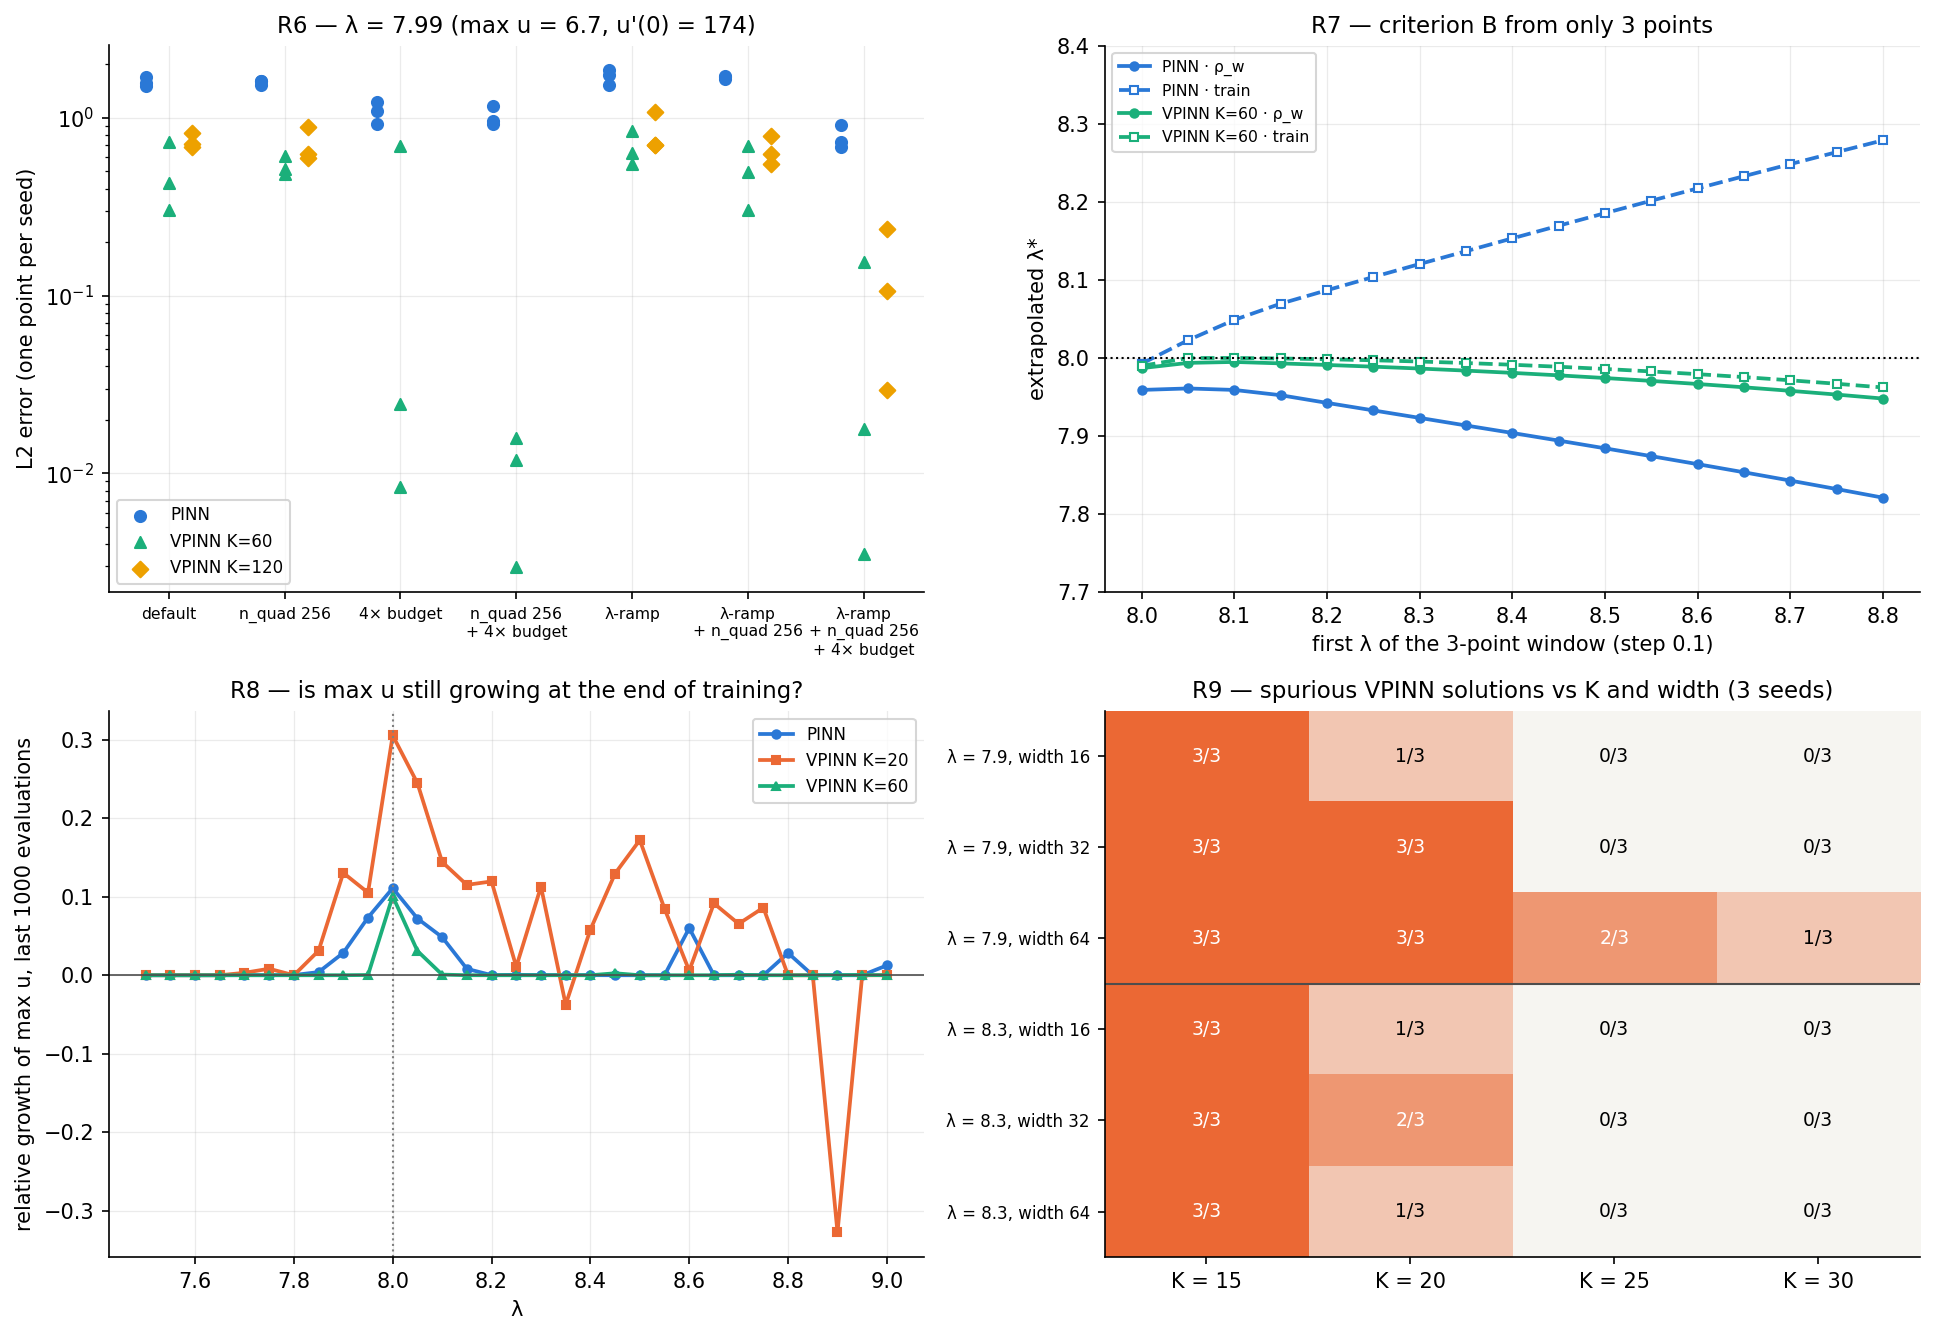 R6 — λ = 7.99 (max u = 6.7, u'(0) = 174)
L2 error (one point per seed)
10⁰
10⁻¹
10⁻²
PINN
VPINN K=60
VPINN K=120
default
n_quad 256
4× budget
n_quad 256
+ 4× budget
λ-ramp
λ-ramp
+ n_quad 256
λ-ramp
+ n_quad 256
+ 4× budget
R7 — criterion B from only 3 points
extrapolated λ*
8.4
8.3
8.2
8.1
8.0
7.9
7.8
7.7
PINN · ρ_w
PINN · train
VPINN K=60 · ρ_w
VPINN K=60 · train
8.0 8.1 8.2 8.3 8.4 8.5 8.6 8.7 8.8
first λ of the 3-point window (step 0.1)
R8 — is max u still growing at the end of training?
relative growth of max u, last 1000 evaluations
0.3
0.2
0.1
0.0
−0.1
−0.2
−0.3
PINN
VPINN K=20
VPINN K=60
7.6 7.8 8.0 8.2 8.4 8.6 8.8 9.0
λ
R9 — spurious VPINN solutions vs K and width (3 seeds)
λ = 7.9, width 16 3/3 1/3 0/3 0/3
λ = 7.9, width 32 3/3 3/3 0/3 0/3
λ = 7.9, width 64 3/3 3/3 2/3 1/3
λ = 8.3, width 16 3/3 1/3 0/3 0/3
λ = 8.3, width 32 3/3 2/3 0/3 0/3
λ = 8.3, width 64 3/3 1/3 0/3 0/3
K = 15 K = 20 K = 25 K = 30